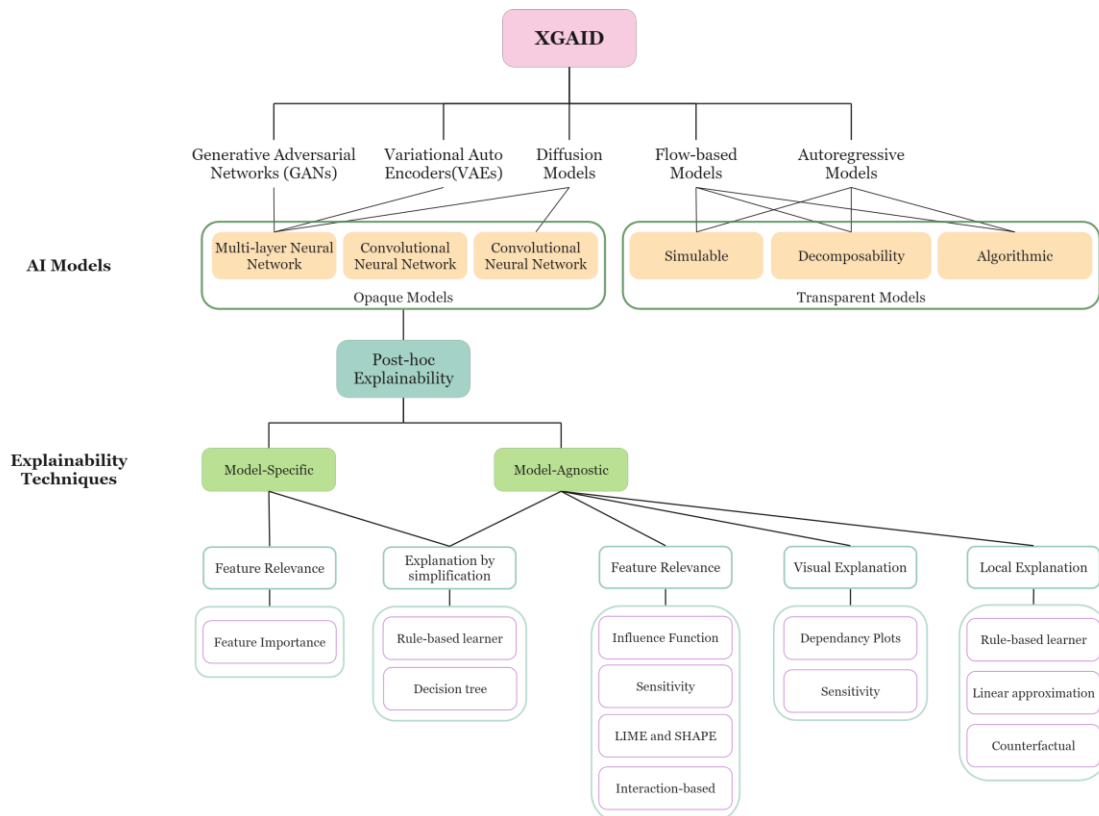 XGAID
Generative Adversarial
Networks (GANs)
Variational Auto
Encoders(VAEs)
Diffusion
Models
Flow-based
Models
Autoregressive
Models
AI Models
Multi-layer Neural
Network
Convolutional
Neural Network
Convolutional
Neural Network
Opaque Models
Simulable
Decomposability
Algorithmic
Transparent Models
Post-hoc
Explainability
Explainability
Techniques
Model-Specific
Model-Agnostic
Feature Relevance
Explanation by
simplification
Feature Relevance
Visual Explanation
Local Explanation
Feature Importance
Rule-based learner
Decision tree
Influence Function
Sensitivity
LIME and SHAPE
Interaction-based
Dependancy Plots
Sensitivity
Rule-based learner
Linear approximation
Counterfactual